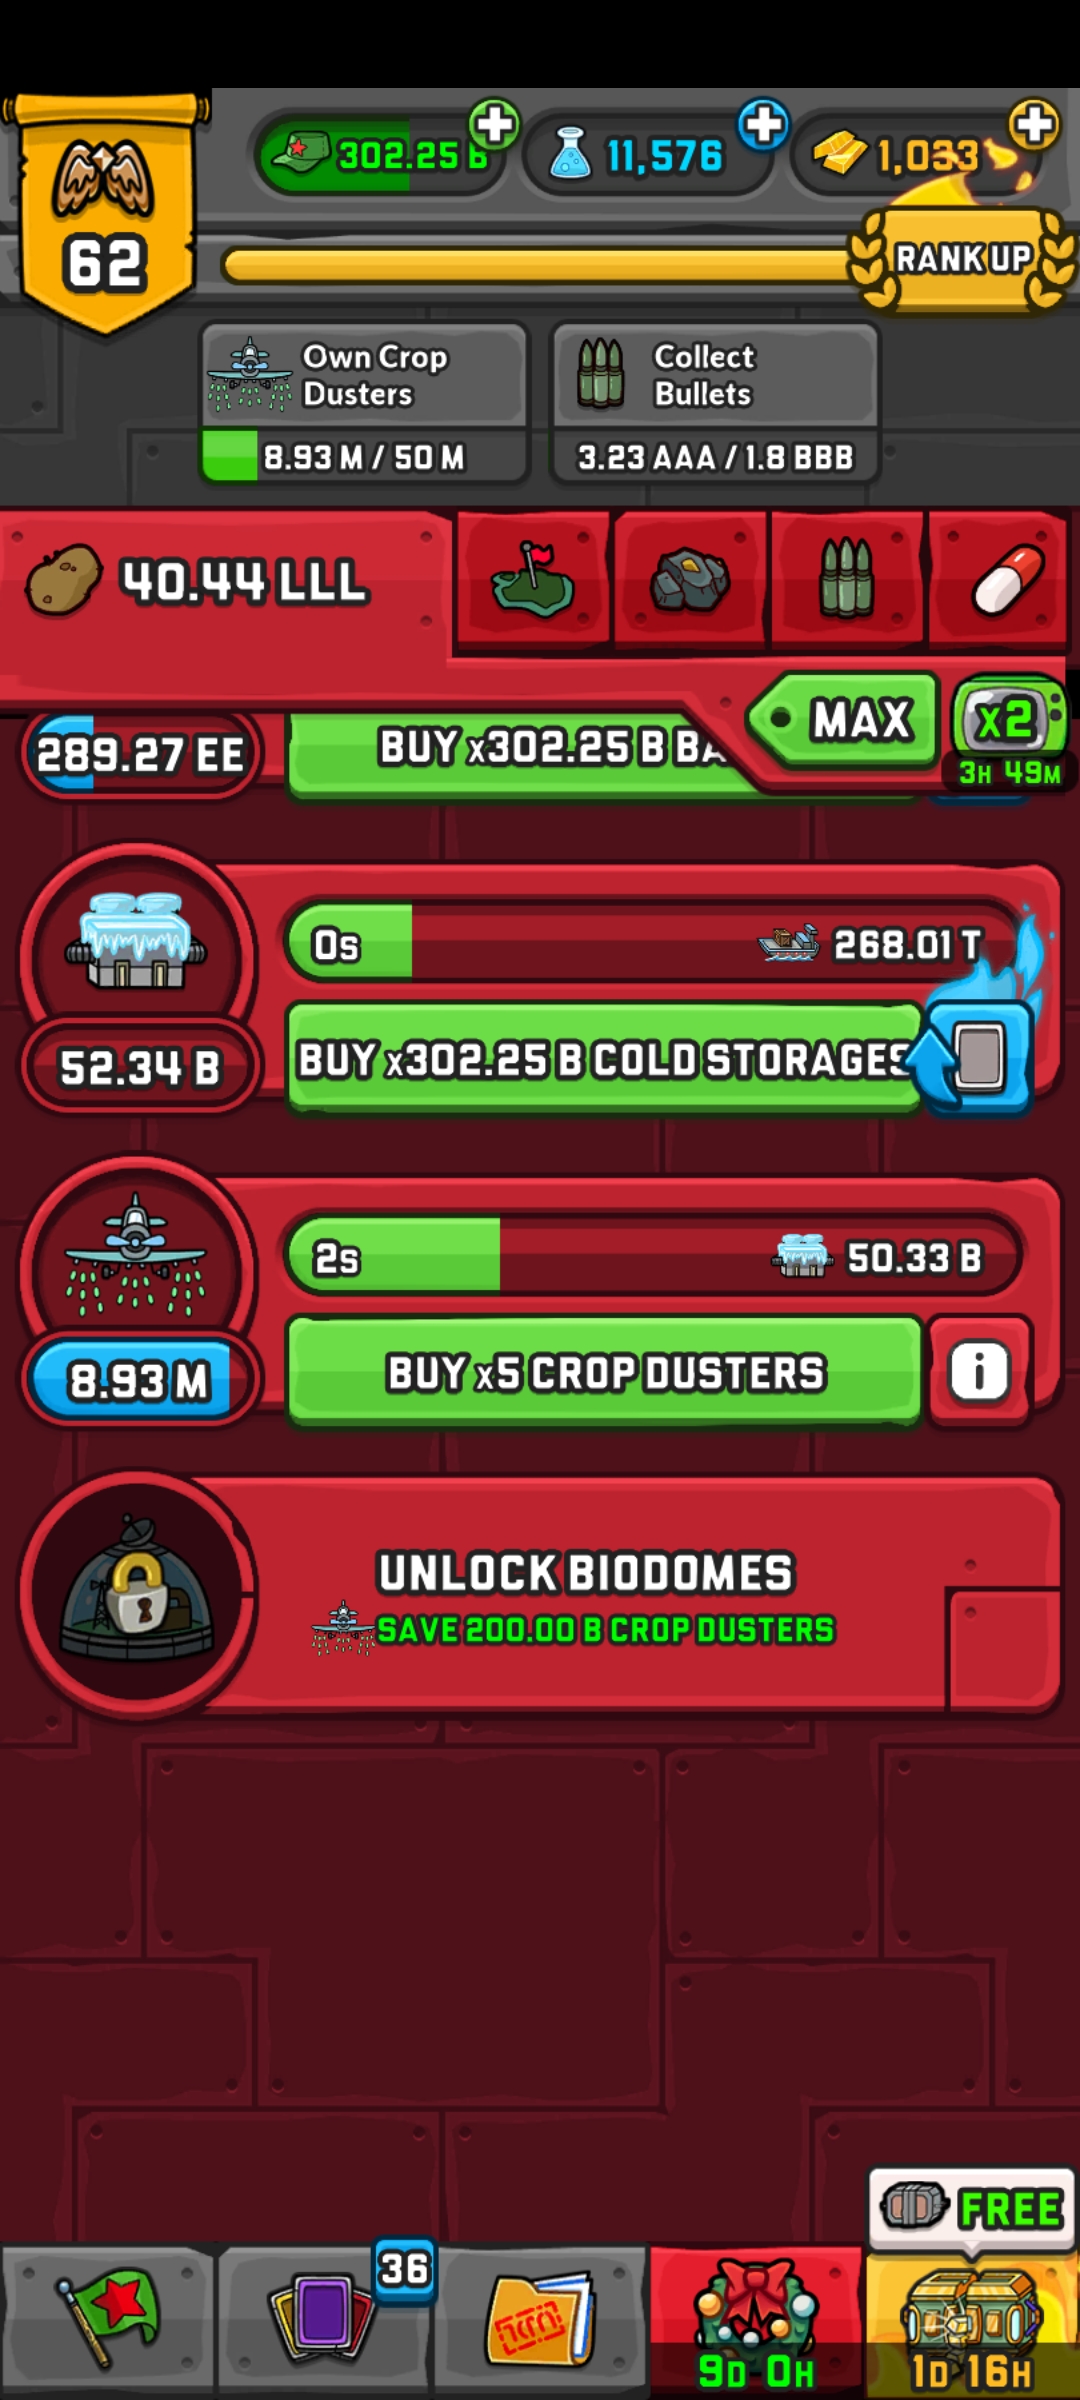 302.25 B
11,576
1,033
62
RANK UP
Own Crop
Dusters
8.93 M / 50 M
Collect
Bullets
3.23 AAA / 1.8 BBB
40.44 LLL
MAX
x2
3H 49M
289.27 EE
BUY x302.25 B BA
0s
268.01 T
52.34 B
BUY x302.25 B COLD STORAGES
2s
50.33 B
8.93 M
BUY x5 CROP DUSTERS
i
UNLOCK BIODOMES
SAVE 200.00 B CROP DUSTERS
FREE
36
9D 0H
1D 16H